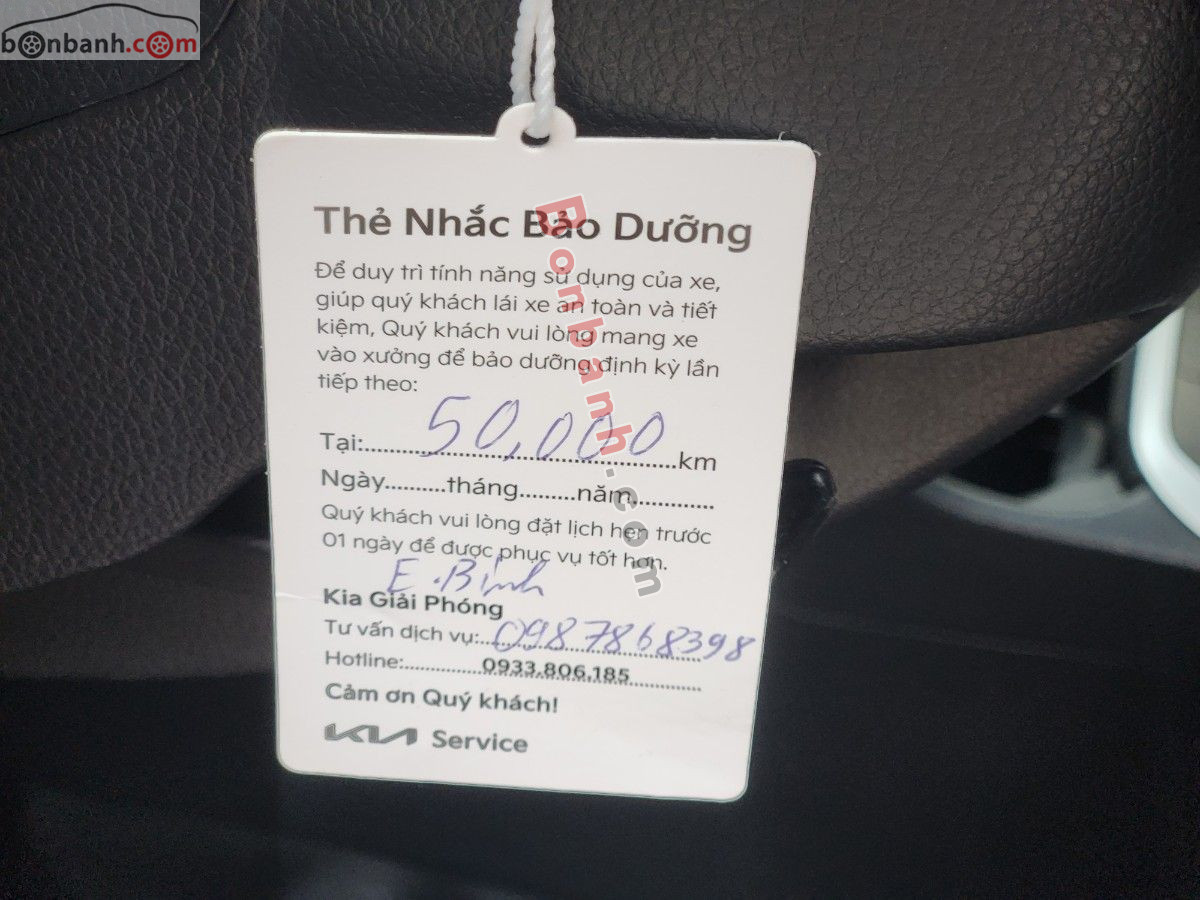 bonbanh.com
Thẻ Nhắc Bảo Dưỡng
Để duy trì tính năng sử dụng của xe,
giúp quý khách lái xe an toàn và tiết
kiệm, Quý khách vui lòng mang xe
vào xưởng để bảo dưỡng định kỳ lần
tiếp theo:
Tại:..........50,000..........km
Ngày..........tháng.........năm.............
Quý khách vui lòng đặt lịch hẹn trước
01 ngày để được phục vụ tốt hơn.
E.Bình
Kia Giải Phóng
Tư vấn dịch vụ:..0987868398
Hotline:..............0933.806.185..............
Cảm ơn Quý khách!
KIA Service
Bonbanh.com